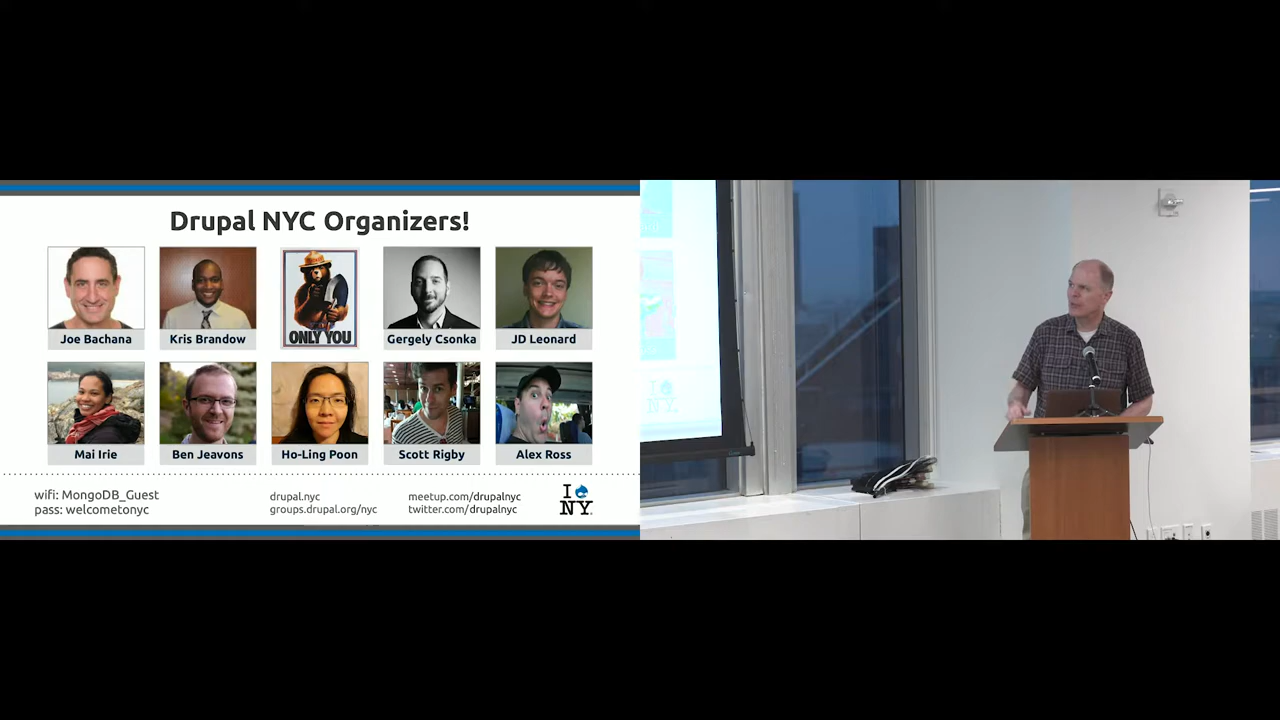 Drupal NYC Organizers!
ONLY YOU
Joe Bachana
Kris Brandow
Gergely Csonka
JD Leonard
Mai Irie
Ben Jeavons
Ho-Ling Poon
Scott Rigby
Alex Ross
wifi: MongoDB_Guest
pass: welcometonyc
drupal.nyc
groups.drupal.org/nyc
meetup.com/drupalnyc
twitter.com/drupalnyc
I
NY.
I
NY.